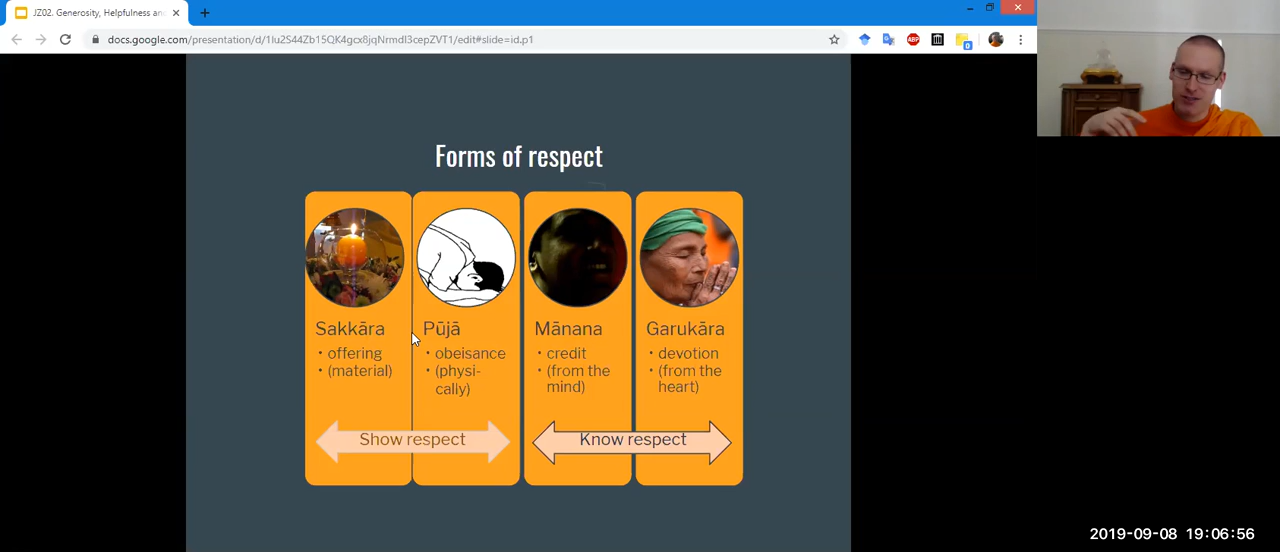 JZ02. Generosity, Helpfulness an
docs.google.com/presentation/d/1Iu2S44Zb15QK4gcx8jqNrmdI3cepZVT1/edit#slide=id.p1
Forms of respect
Sakkāra
• offering
• (material)
Pūjā
• obeisance
• (physi-
cally)
Mānana
• credit
• (from the
mind)
Garukāra
• devotion
• (from the
heart)
Show respect
Know respect
2019-09-08 19:06:56